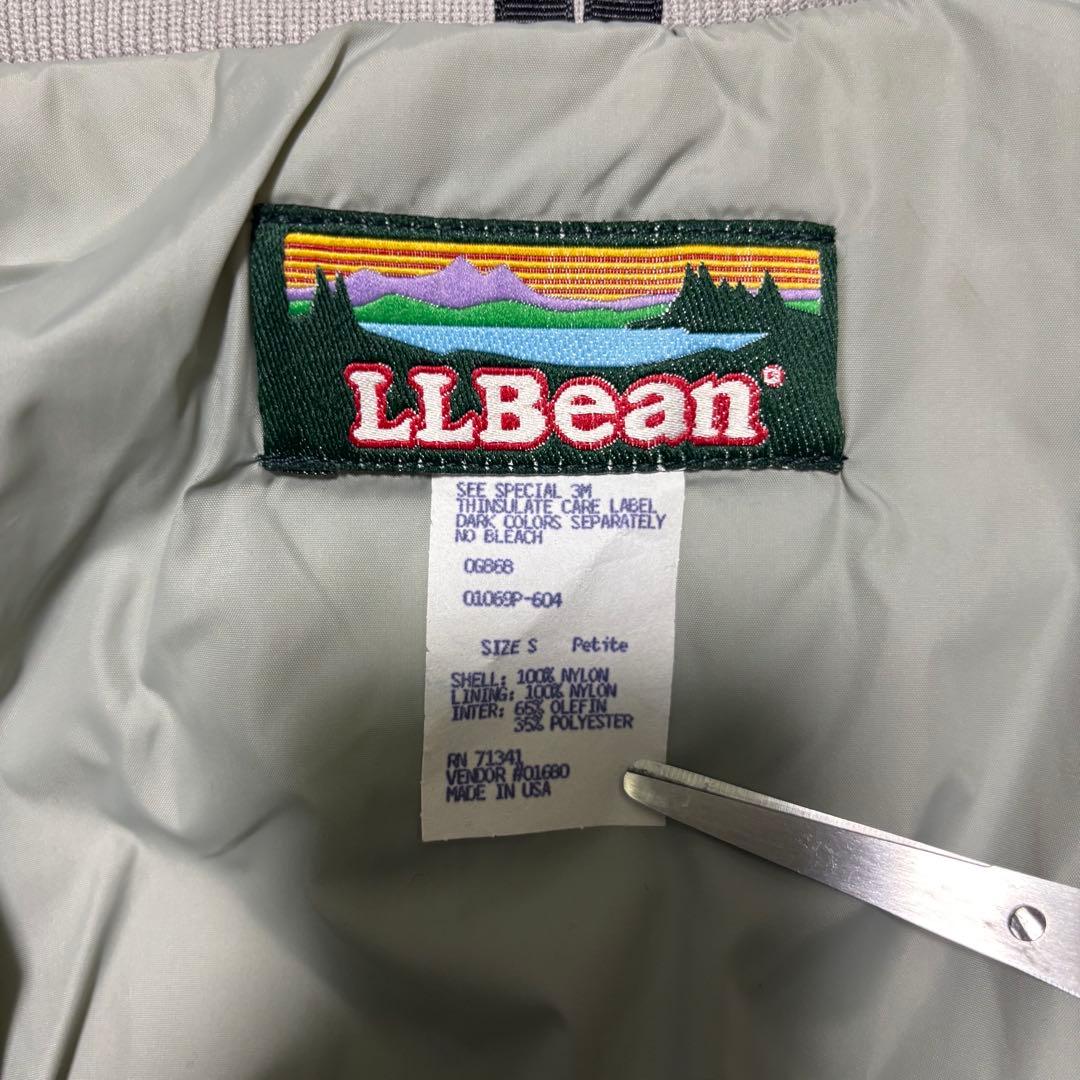 LLBean®
SEE SPECIAL 3M
THINSULATE CARE LABEL
DARK COLORS SEPARATELY
NO BLEACH
0G868
01069P-604
SIZE S Petite
SHELL: 100% NYLON
LINING: 100% NYLON
INTER: 65% OLEFIN
35% POLYESTER
RN 71341
VENDOR #01680
MADE IN USA